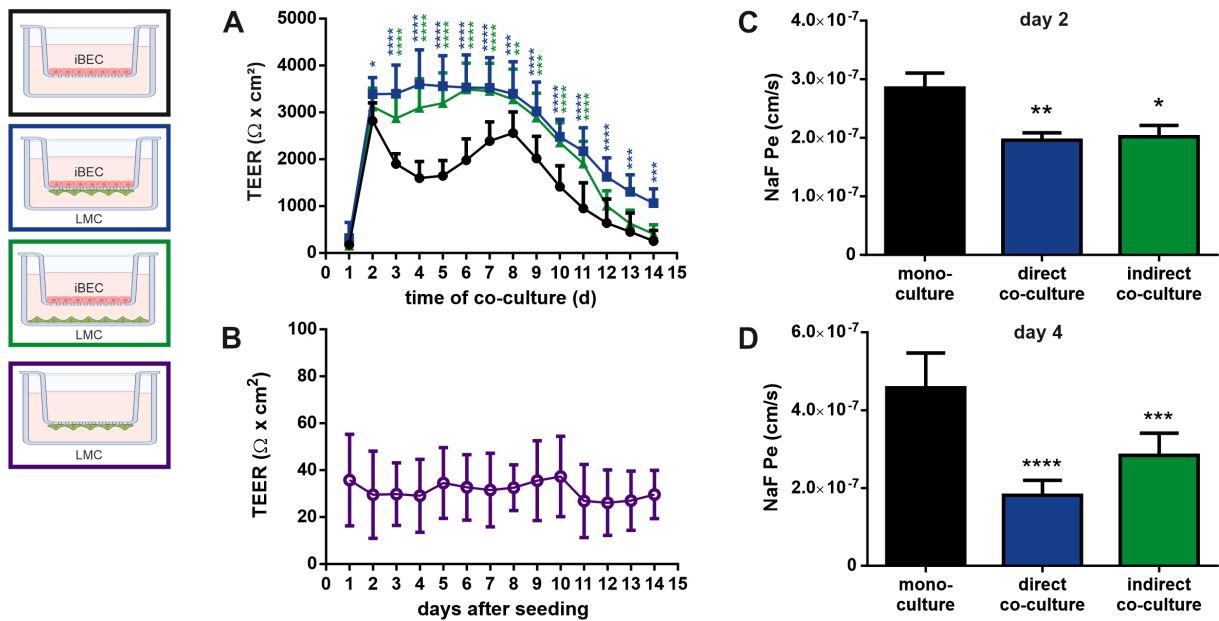 iBEC
iBEC
LMC
iBEC
LMC
LMC
A
TEER (Ω x cm²)
5000
4000
3000
2000
1000
0
* **** **** **** **** **** **** **** **** **** **** *** ** **** *** **** **** **** **** **** *** ***
0 1 2 3 4 5 6 7 8 9 10 11 12 13 14 15
time of co-culture (d)
B
TEER (Ω x cm²)
100
80
60
40
20
0
0 1 2 3 4 5 6 7 8 9 10 11 12 13 14 15
days after seeding
C
day 2
NaF Pe (cm/s)
4.0×10⁻⁷
3.0×10⁻⁷
2.0×10⁻⁷
1.0×10⁻⁷
0
** *
mono- direct indirect
culture co-culture co-culture
D
day 4
NaF Pe (cm/s)
6.0×10⁻⁷
4.0×10⁻⁷
2.0×10⁻⁷
0
**** ***
mono- direct indirect
culture co-culture co-culture